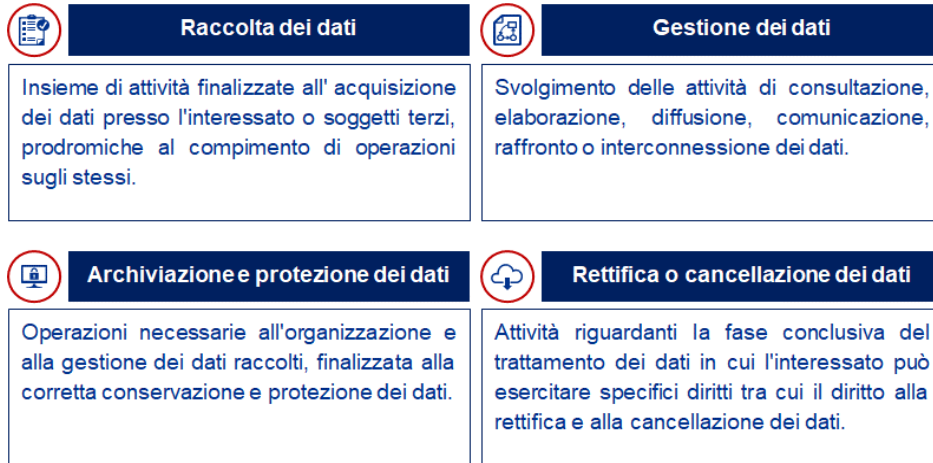 Raccolta dei dati
Insieme di attività finalizzate all' acquisizione
dei dati presso l'interessato o soggetti terzi,
prodromiche al compimento di operazioni
sugli stessi.
Gestione dei dati
Svolgimento delle attività di consultazione,
elaborazione, diffusione, comunicazione,
raffronto o interconnessione dei dati.
Archiviazione e protezione dei dati
Operazioni necessarie all'organizzazione e
alla gestione dei dati raccolti, finalizzata alla
corretta conservazione e protezione dei dati.
Rettifica o cancellazione dei dati
Attività riguardanti la fase conclusiva del
trattamento dei dati in cui l'interessato può
esercitare specifici diritti tra cui il diritto alla
rettifica e alla cancellazione dei dati.